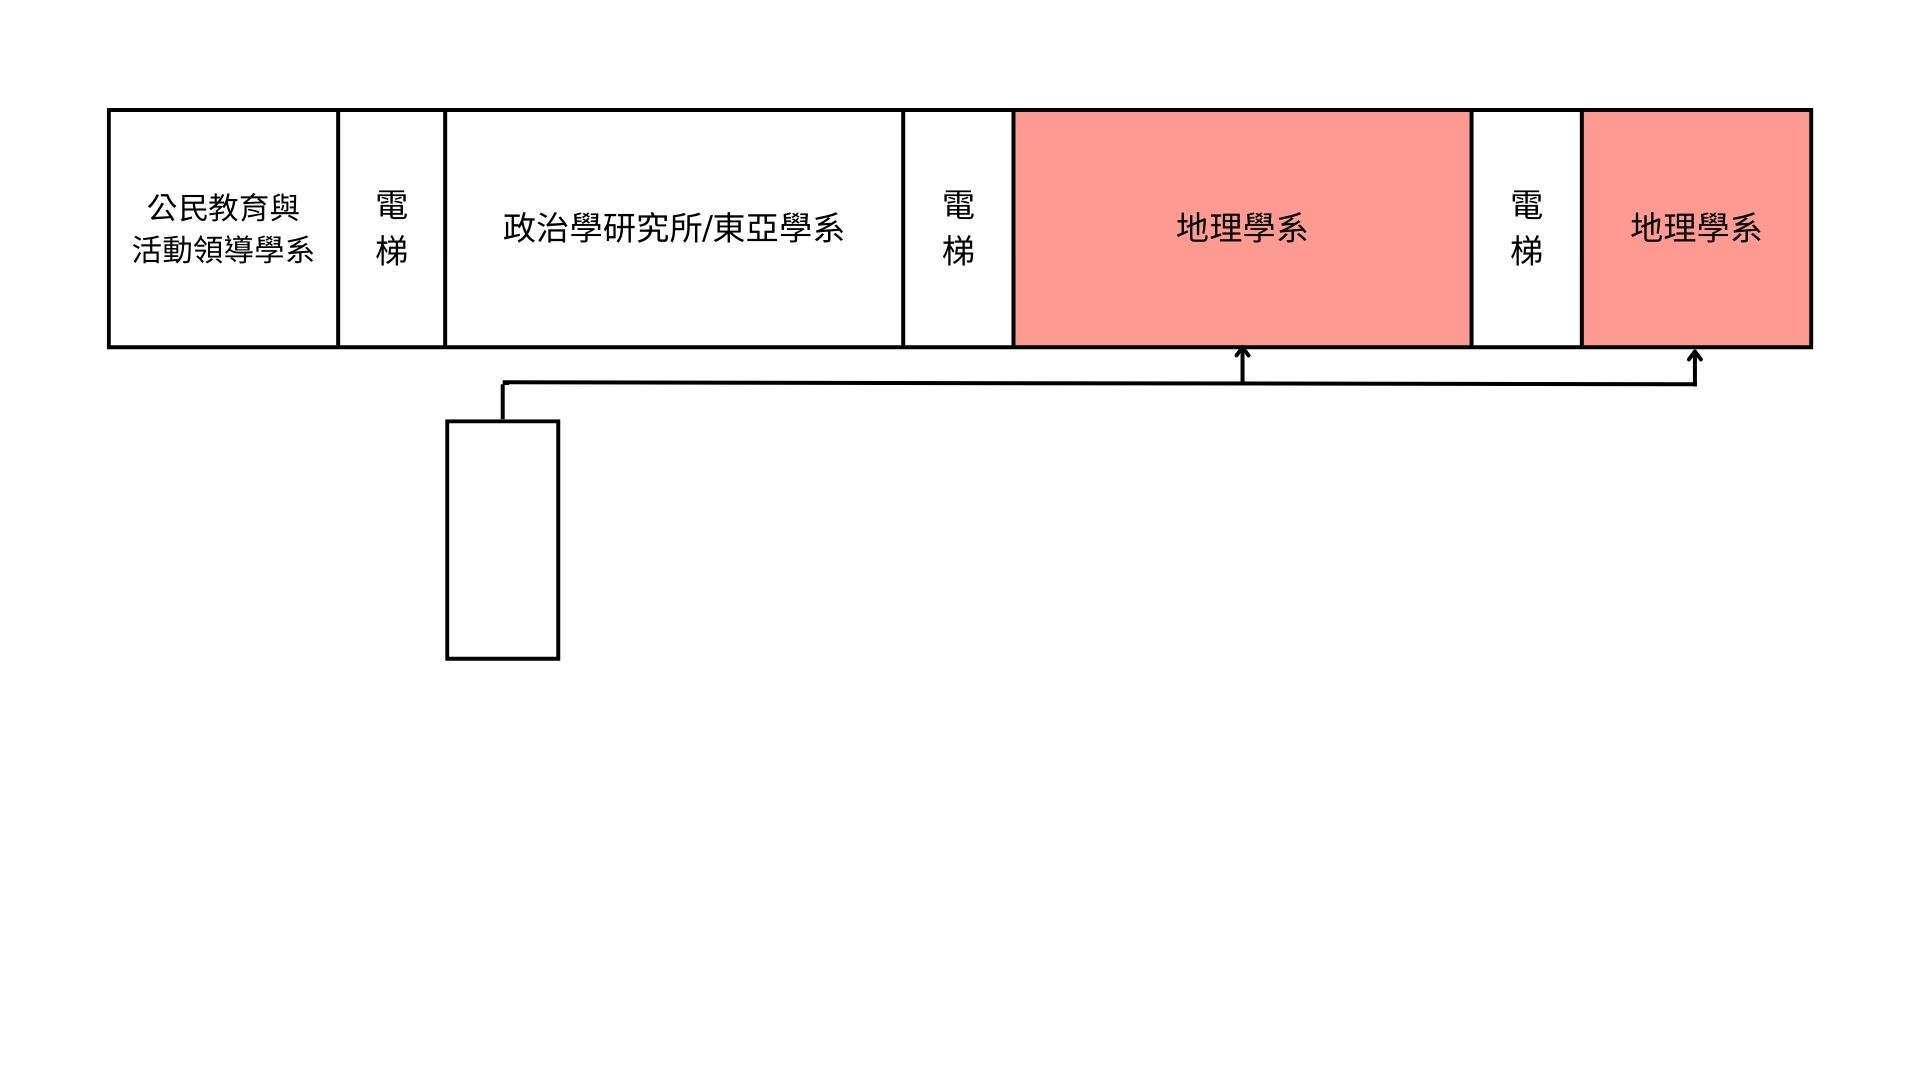 公民教育與
活動領導學系
電
梯
政治學研究所/東亞學系
電
梯
地理學系
電
梯
地理學系